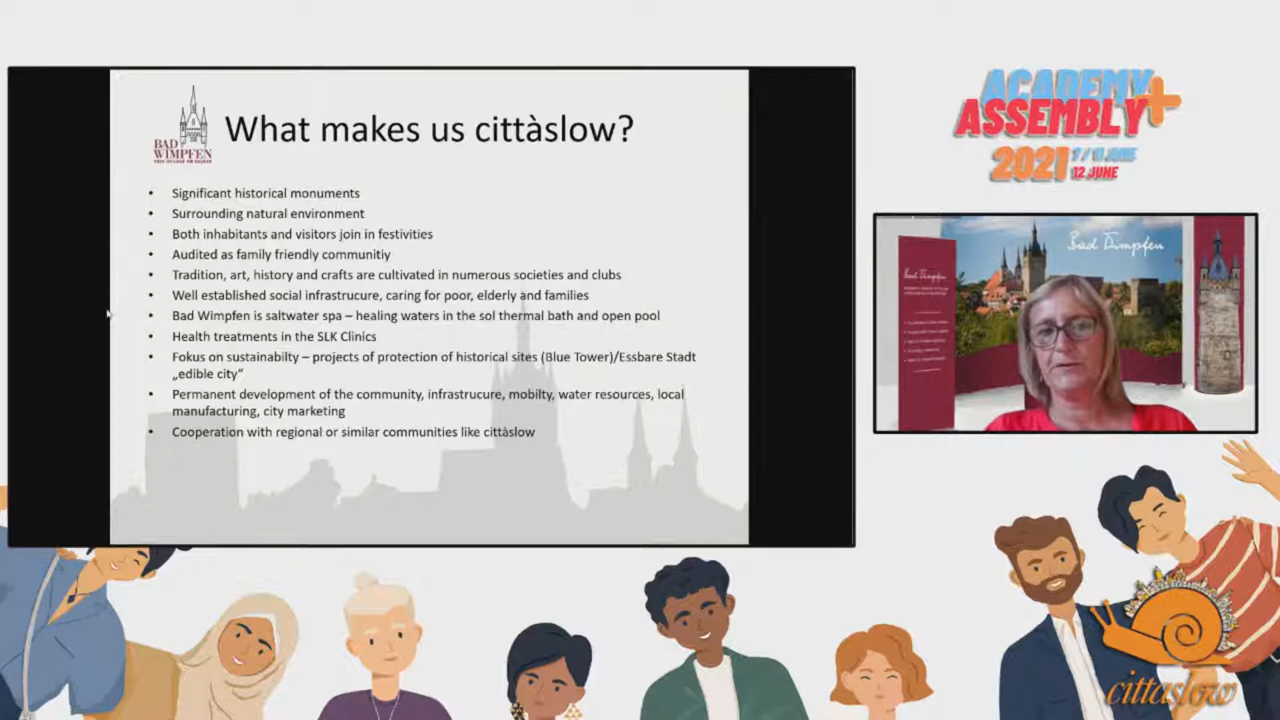 What makes us cittàslow?
BAD
WIMPFEN
• Significant historical monuments
• Surrounding natural environment
• Both inhabitants and visitors join in festivities
• Audited as family friendly communitiy
• Tradition, art, history and crafts are cultivated in numerous societies and clubs
• Well established social infrastrucure, caring for poor, elderly and families
• Bad Wimpfen is saltwater spa – healing waters in the sol thermal bath and open pool
• Health treatments in the SLK Clinics
• Fokus on sustainabilty – projects of protection of historical sites (Blue Tower)/Essbare Stadt
„edible city“
• Permanent development of the community, infrastrucure, mobilty, water resources, local
manufacturing, city marketing
• Cooperation with regional or similar communities like cittàslow
ACADEMY+
ASSEMBLY
2021 7 / 11 JUNE
12 JUNE
Bad Wimpfen
Bad Wimpfen
cittaslow